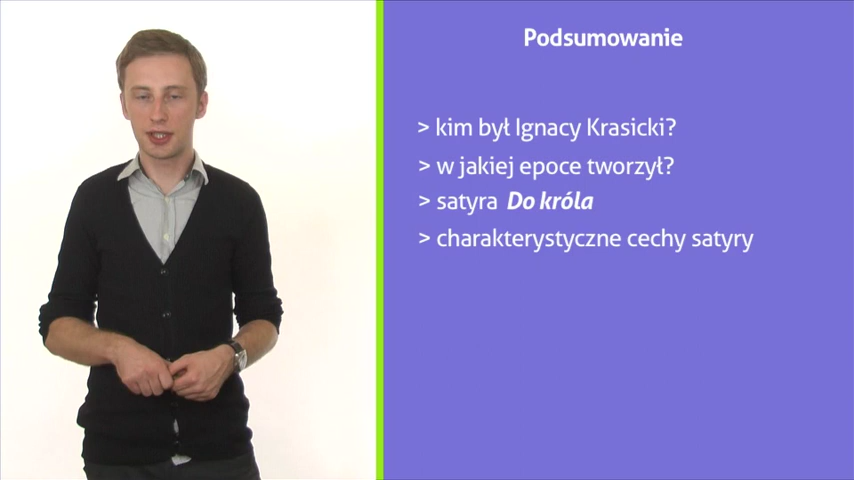 Podsumowanie
> kim był Ignacy Krasicki?
> w jakiej epoce tworzył?
> satyra Do króla
> charakterystyczne cechy satyry